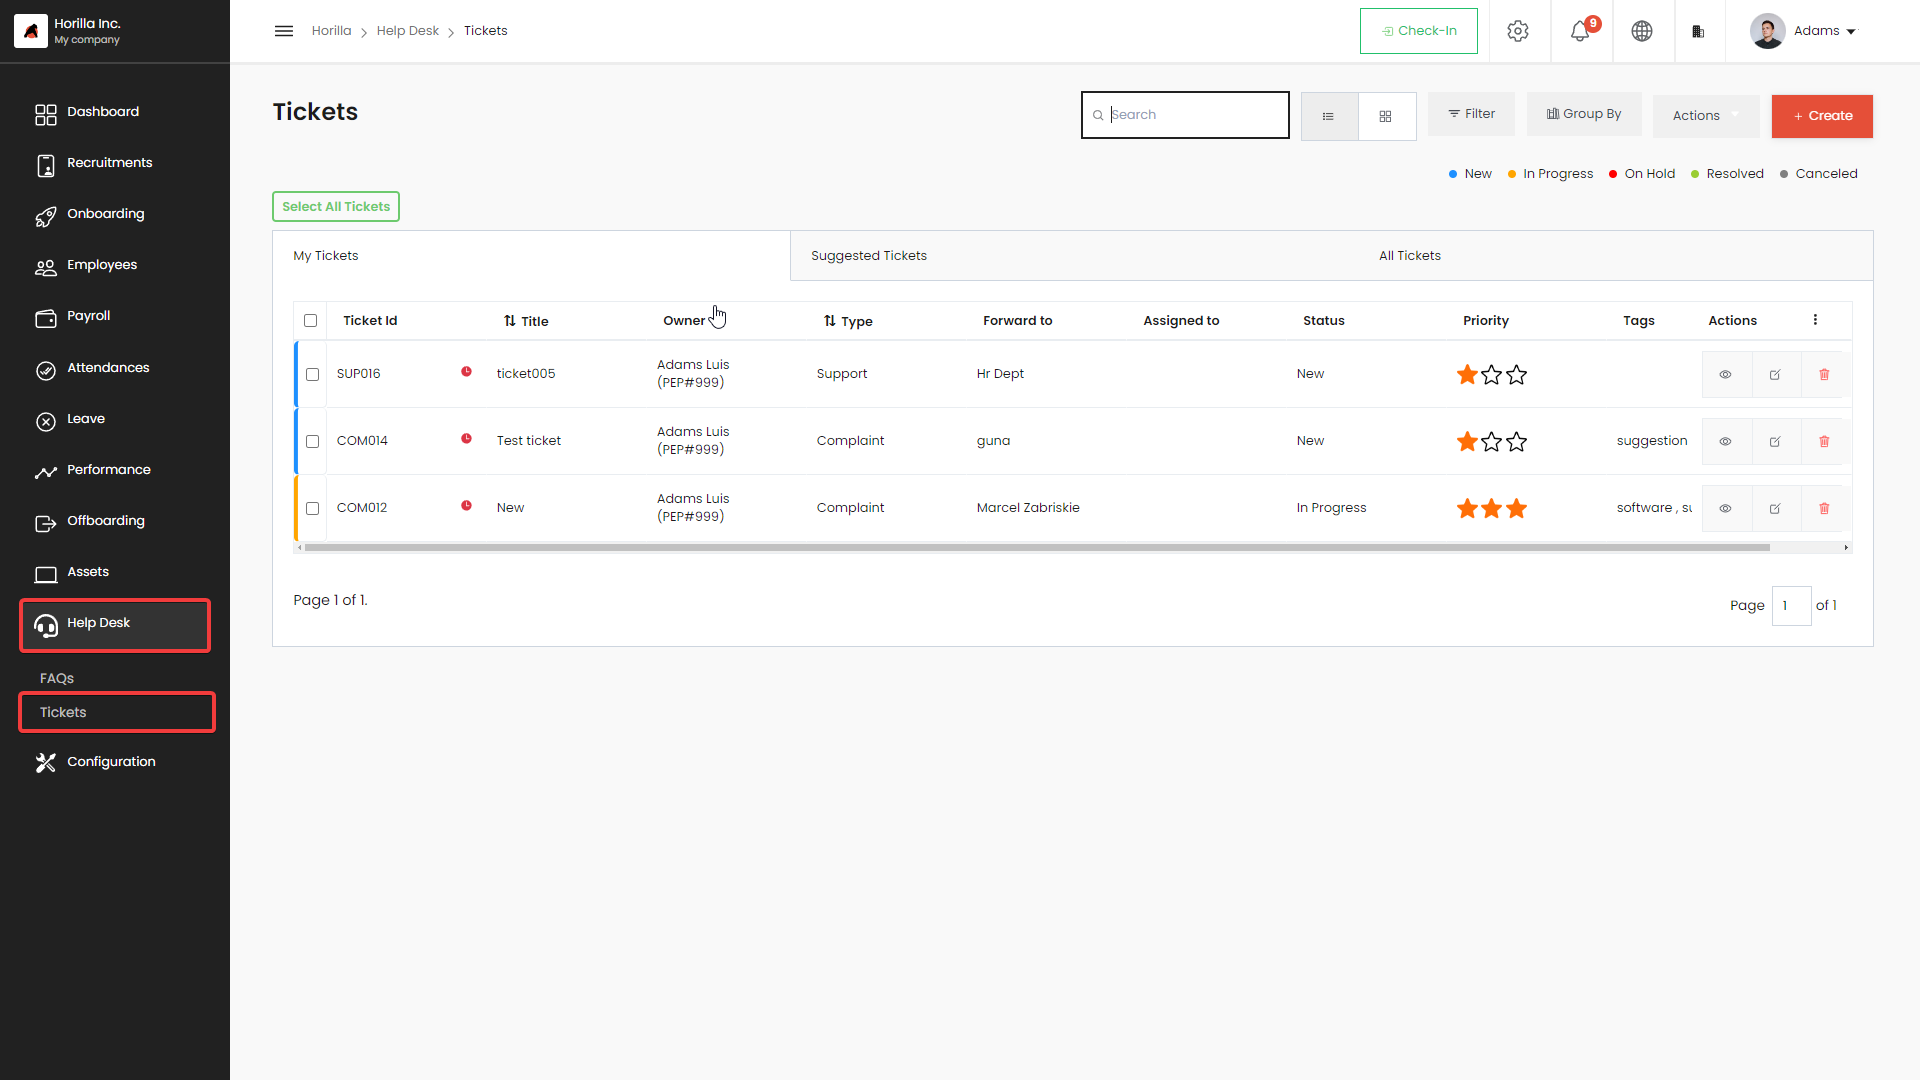 Horilla Inc.
My company
Horilla > Help Desk > Tickets
Check-In
9
Adams
Dashboard
Recruitments
Onboarding
Employees
Payroll
Attendances
Leave
Performance
Offboarding
Assets
Help Desk
FAQs
Tickets
Configuration
Tickets
Search
Filter
Group By
Actions
+ Create
New In Progress On Hold Resolved Canceled
Select All Tickets
My Tickets Suggested Tickets All Tickets
Ticket Id Title Owner Type Forward to Assigned to Status Priority Tags Actions
SUP016 ticket005 Adams Luis (PEP#999) Support Hr Dept New
COM014 Test ticket Adams Luis (PEP#999) Complaint guna New suggestion
COM012 New Adams Luis (PEP#999) Complaint Marcel Zabriskie In Progress software , su
Page 1 of 1.
Page 1 of 1